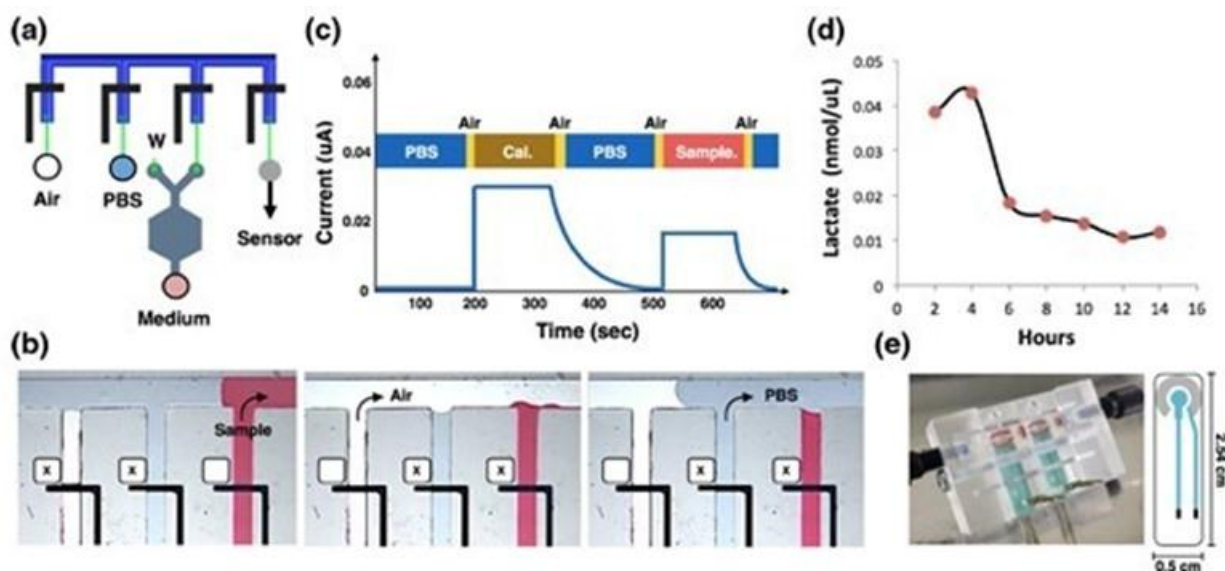 (a)
W
Air
PBS
Sensor
Medium
(c)
Current (uA)
0.06
0.04
0.02
0
Air
Air
Air
Air
PBS
Cal.
PBS
Sample.
100
200
300
400
500
600
Time (sec)
(d)
Lactate (nmol/uL)
0.05
0.04
0.03
0.02
0.01
0
0
2
4
6
8
10
12
14
16
Hours
(b)
Sample
x
x
Air
x
x
PBS
x
x
(e)
2.54 cm
0.5 cm